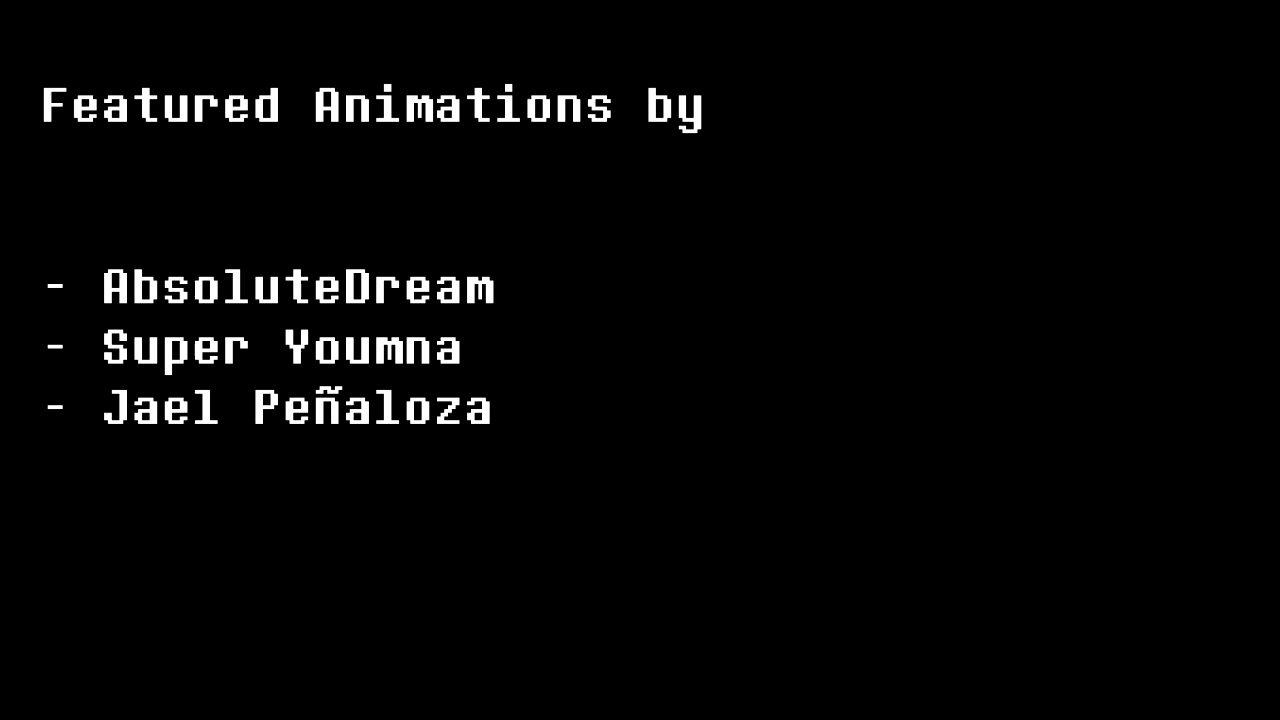 Featured Animations by
- AbsoluteDream
- Super Youmna
- Jael Peñaloza